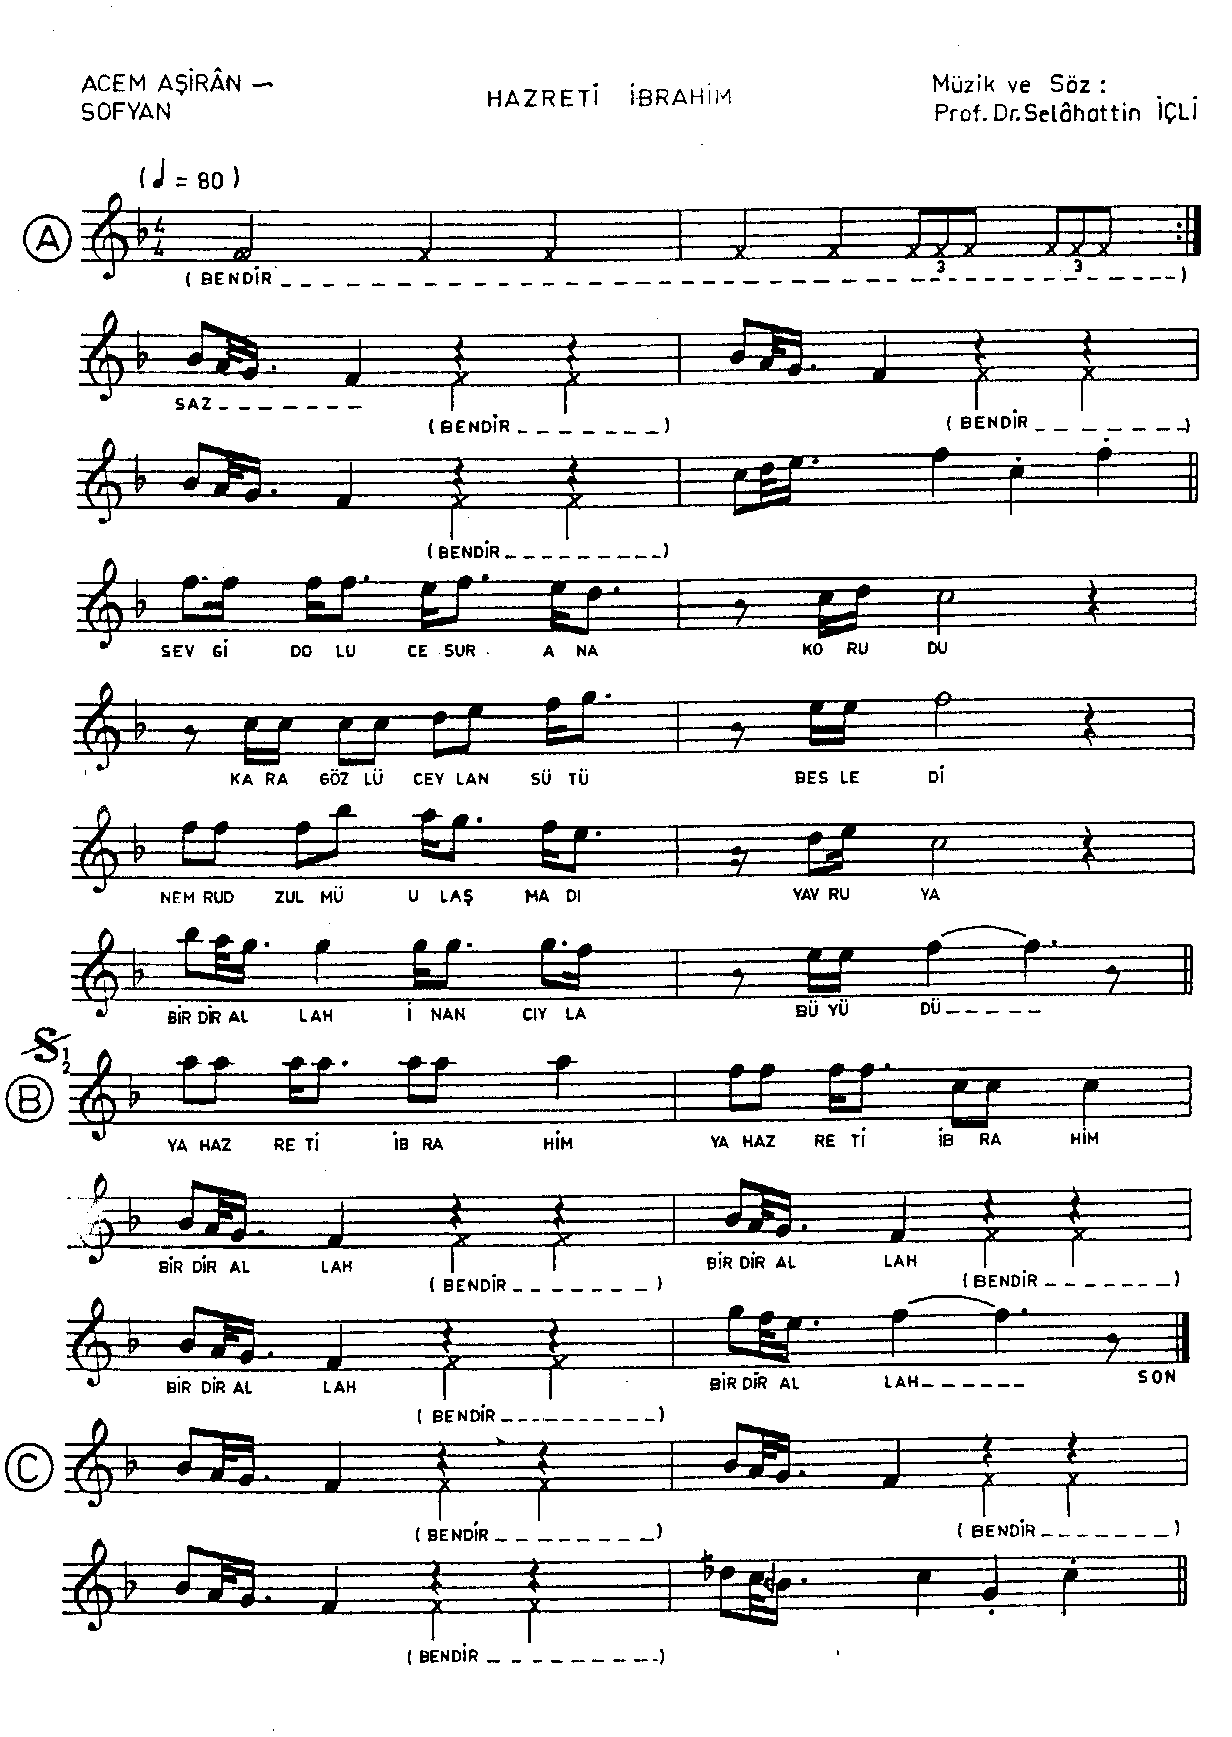 ACEM AŞİRÂN —
SOFYAN
HAZRETİ İBRAHİM
Müzik ve Söz :
Prof. Dr. Selâhattin İÇLİ
(♩ = 80)
A
4
4
3 3
( BENDİR _ _ _ )
SAZ _ _ _
( BENDİR _ _ _ ) ( BENDİR _ _ _ )
( BENDİR _ _ _ )
SEV Gİ DO LU CE SUR A NA KO RU DU
KA RA GÖZ LÜ CEY LAN SÜ TÜ BES LE Dİ
NEM RUD ZUL MÜ U LAŞ MA DI YAV RU YA
BİR DİR AL LAH İ NAN CIY LA BÜ YÜ DÜ _ _ _
1
2
B
YA HAZ RE Tİ İB RA HİM YA HAZ RE Tİ İB RA HİM
BİR DİR AL LAH BİR DİR AL LAH
( BENDİR _ _ _ ) ( BENDİR _ _ _ )
BİR DİR AL LAH BİR DİR AL LAH _ _ _ SON
( BENDİR _ _ _ )
C
( BENDİR _ _ _ ) ( BENDİR _ _ _ )
( BENDİR _ _ _ )